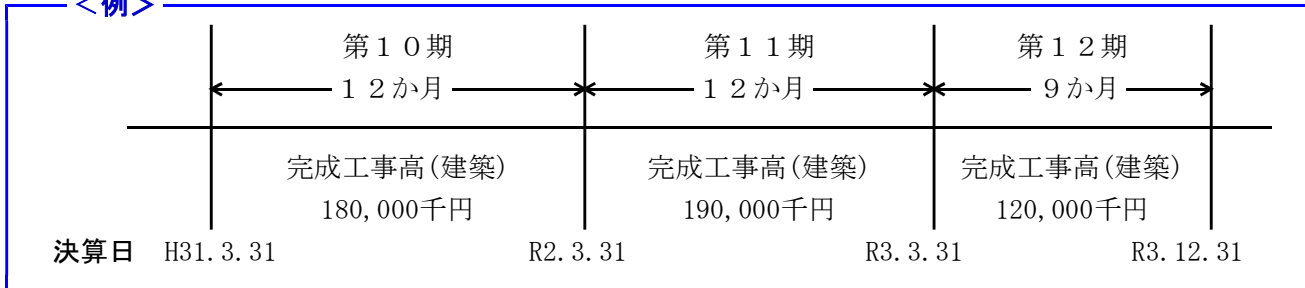 ＜例＞
第１０期 第１１期 第１２期
１２か月 １２か月 ９か月
完成工事高(建築) 完成工事高(建築) 完成工事高(建築)
180,000千円 190,000千円 120,000千円
決算日 H31.3.31 R2.3.31 R3.3.31 R3.12.31